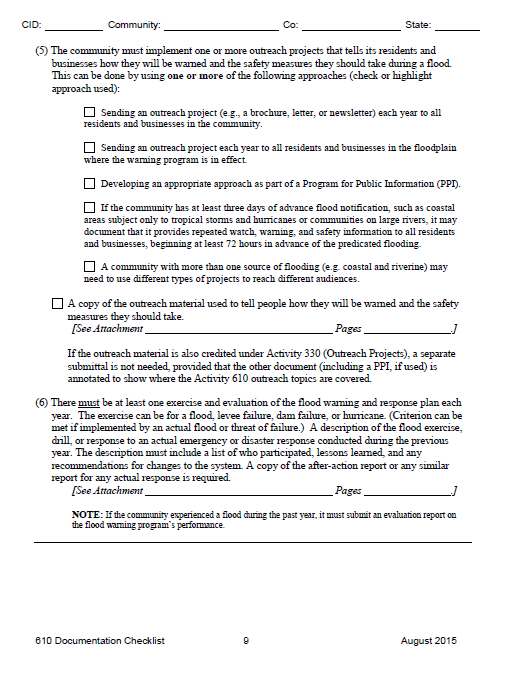 CID: ________ Community: ____________________ Co: _________________ State: ________
(5) The community must implement one or more outreach projects that tells its residents and
businesses how they will be warned and the safety measures they should take during a flood.
This can be done by using one or more of the following approaches (check or highlight
approach used):
☐ Sending an outreach project (e.g., a brochure, letter, or newsletter) each year to all
residents and businesses in the community.
☐ Sending an outreach project each year to all residents and businesses in the floodplain
where the warning program is in effect.
☐ Developing an appropriate approach as part of a Program for Public Information (PPI).
☐ If the community has at least three days of advance flood notification, such as coastal
areas subject only to tropical storms and hurricanes or communities on large rivers, it may
document that it provides repeated watch, warning, and safety information to all residents
and businesses, beginning at least 72 hours in advance of the predicated flooding.
☐ A community with more than one source of flooding (e.g. coastal and riverine) may
need to use different types of projects to reach different audiences.
☐ A copy of the outreach material used to tell people how they will be warned and the safety
measures they should take.
[See Attachment ______________________________ Pages ______________.]
If the outreach material is also credited under Activity 330 (Outreach Projects), a separate
submittal is not needed, provided that the other document (including a PPI, if used) is
annotated to show where the Activity 610 outreach topics are covered.
(6) There must be at least one exercise and evaluation of the flood warning and response plan each
year. The exercise can be for a flood, levee failure, dam failure, or hurricane. (Criterion can be
met if implemented by an actual flood or threat of failure.) A description of the flood exercise,
drill, or response to an actual emergency or disaster response conducted during the previous
year. The description must include a list of who participated, lessons learned, and any
recommendations for changes to the system. A copy of the after-action report or any similar
report for any actual response is required.
[See Attachment ______________________________ Pages ______________.]
NOTE: If the community experienced a flood during the past year, it must submit an evaluation report on
the flood warning program's performance.
610 Documentation Checklist 9 August 2015